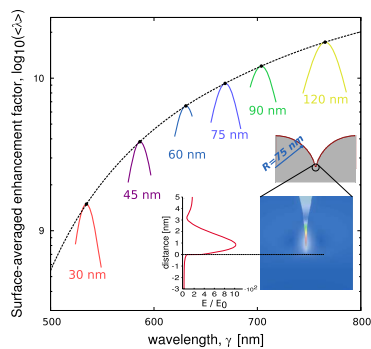 Surface-averaged enhancement factor, log10(<λ>)
10
9
120 nm
90 nm
75 nm
60 nm
45 nm
30 nm
R=75 nm
distance [nm]
5
4
3
2
1
0
-1
-2
-3
0 2 4 6 8 10
·10²
E / E0
500 600 700 800
wavelength, γ [nm]